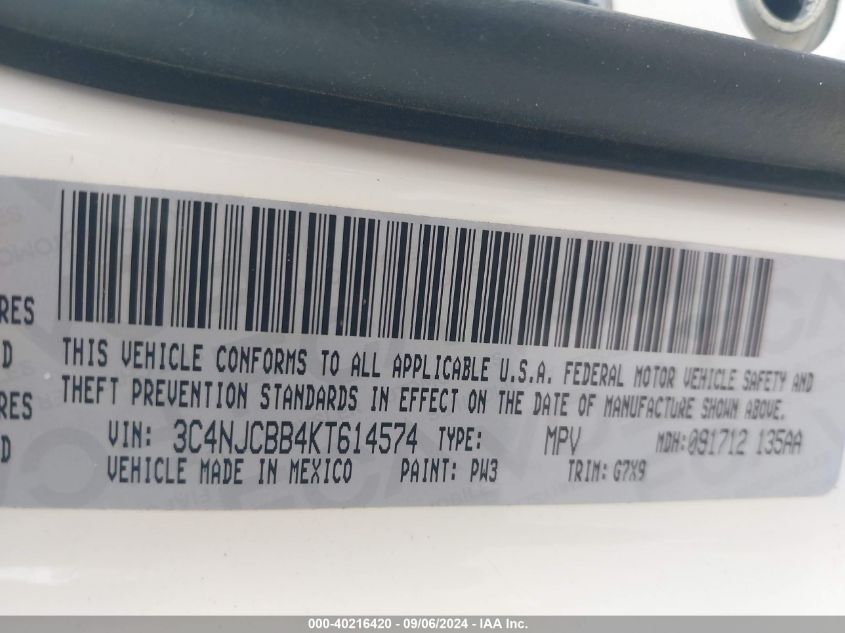 RES
D
RES
D
THIS VEHICLE CONFORMS TO ALL APPLICABLE U.S.A. FEDERAL MOTOR VEHICLE SAFETY AND
THEFT PREVENTION STANDARDS IN EFFECT ON THE DATE OF MANUFACTURE SHOWN ABOVE.
VIN: 3C4NJCBB4KT614574 TYPE: MPV MDH:091712 135AA
VEHICLE MADE IN MEXICO PAINT: PW3 TRIM: G7X9
000-40216420 - 09/06/2024 - IAA Inc.